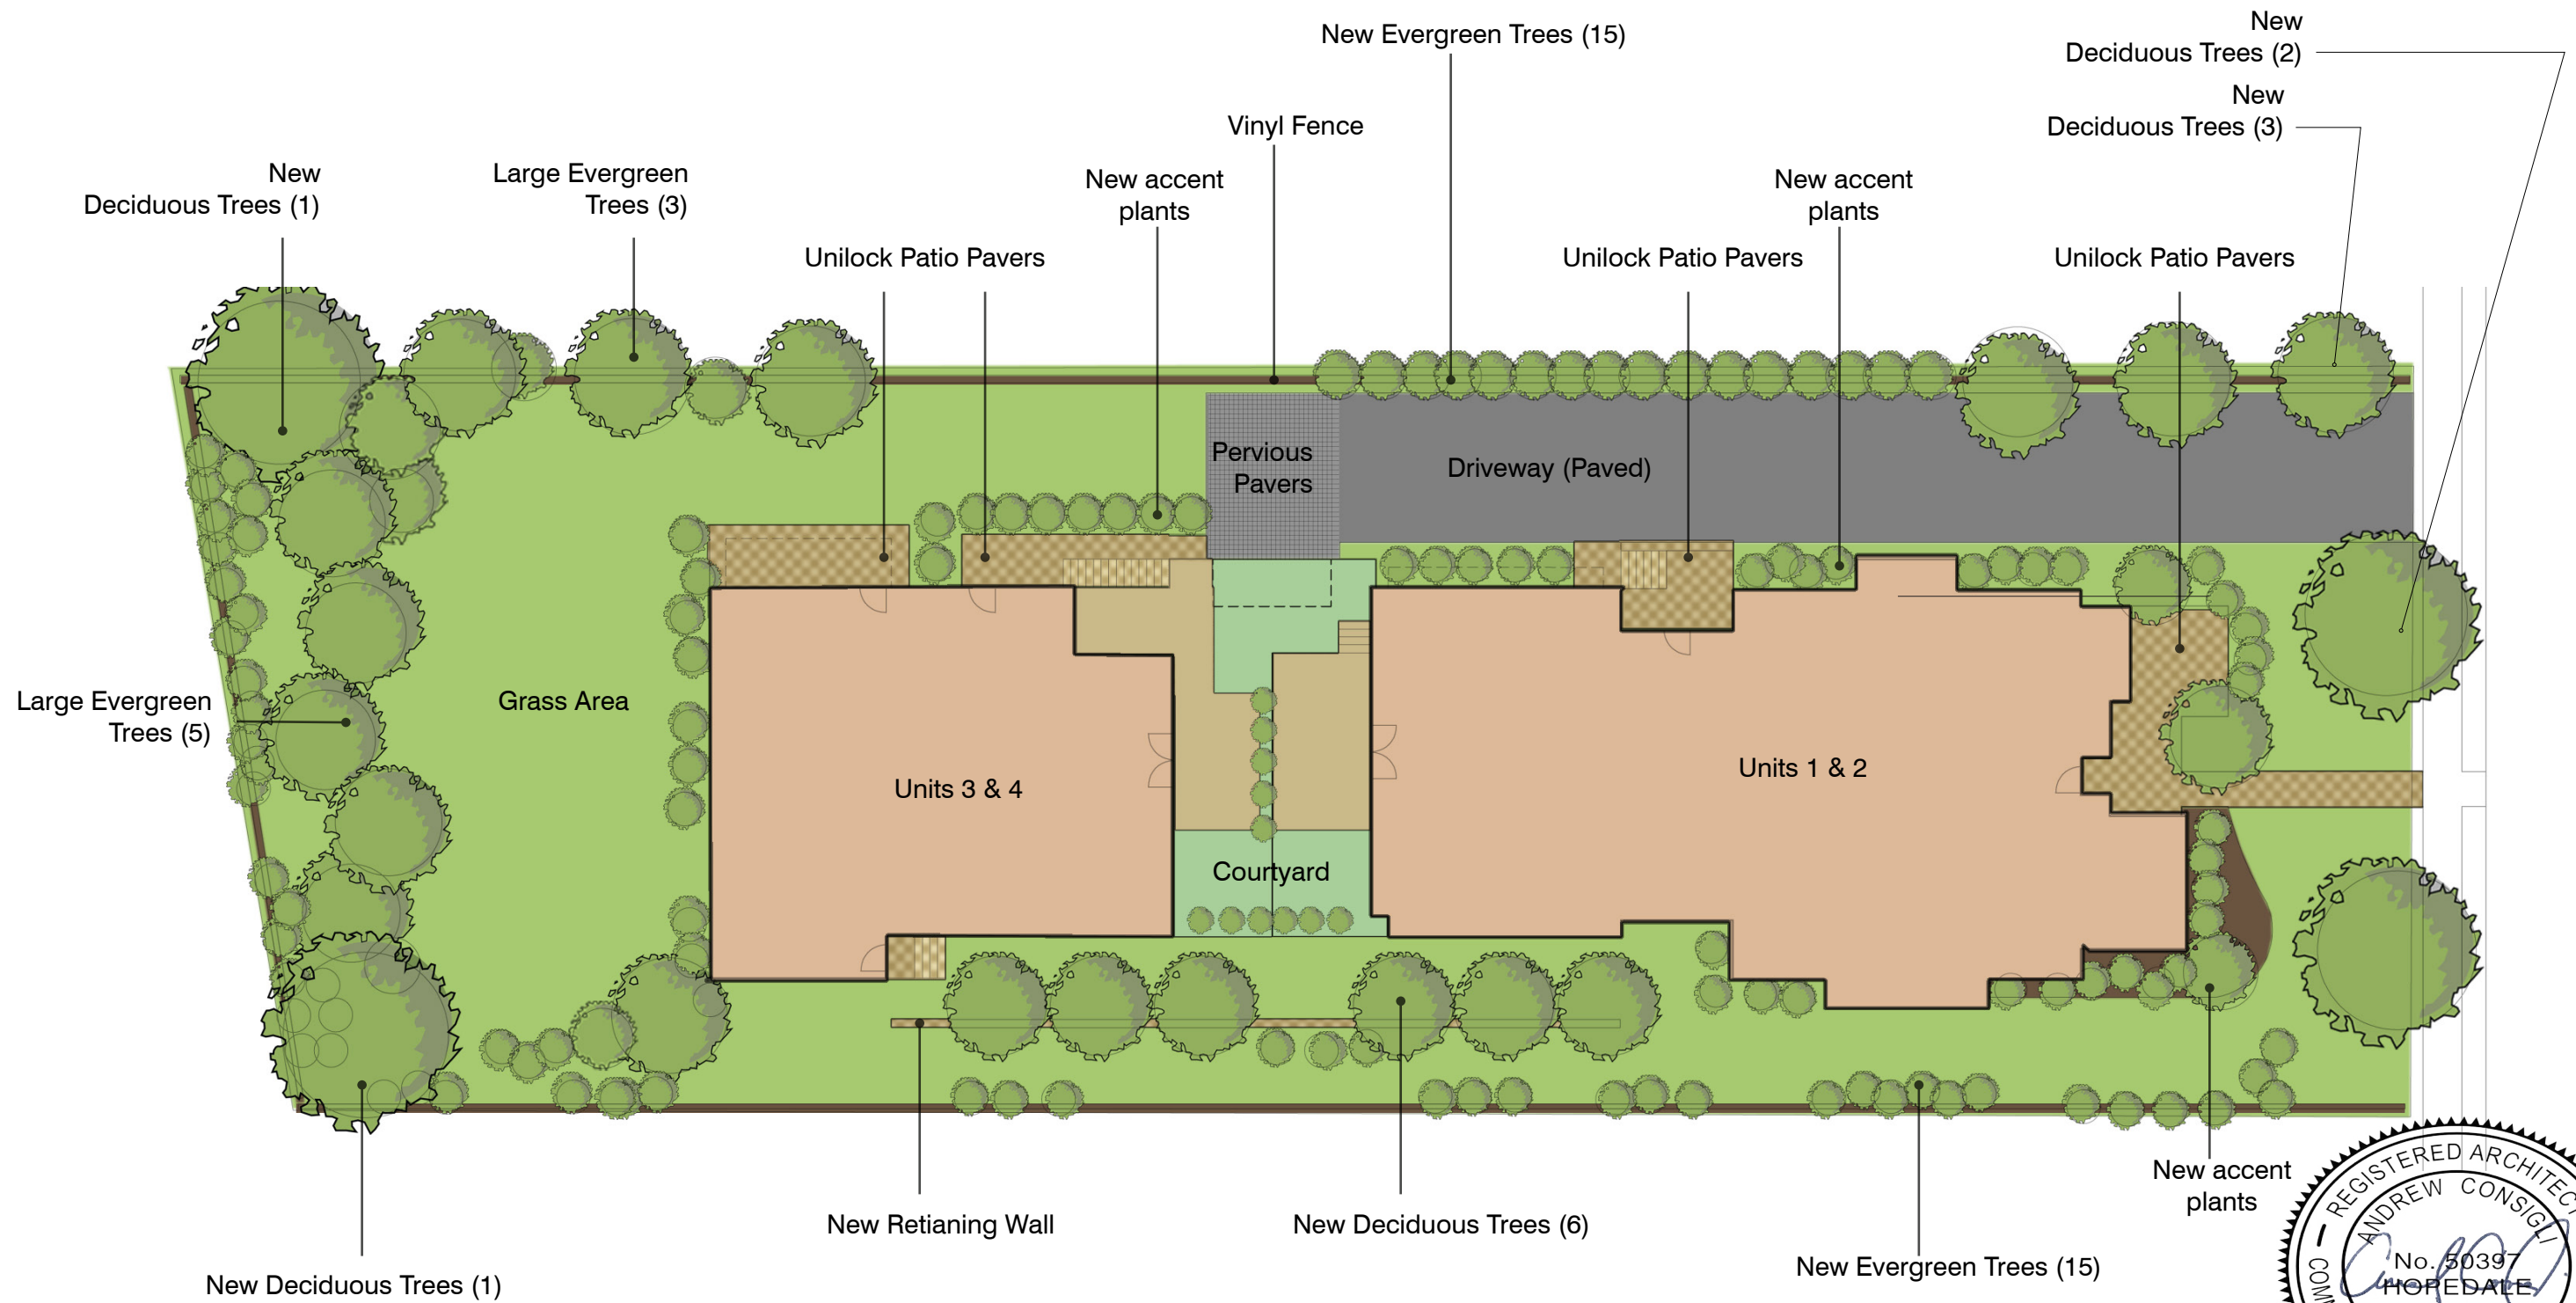 New
Deciduous Trees (2)
New Evergreen Trees (15)
New
Deciduous Trees (3)
Vinyl Fence
New
Deciduous Trees (1)
Large Evergreen
Trees (3)
New accent
plants
New accent
plants
Unilock Patio Pavers
Unilock Patio Pavers
Unilock Patio Pavers
Pervious
Pavers
Driveway (Paved)
Large Evergreen
Trees (5)
Grass Area
Units 3 & 4
Units 1 & 2
Courtyard
New accent
plants
New Retianing Wall
New Deciduous Trees (6)
New Evergreen Trees (15)
New Deciduous Trees (1)
REGISTERED ARCHITECT
ANDREW CONSIGLI
No. 50397
HOPEDALE